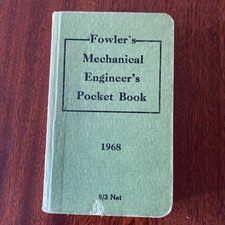 Fowler's
Mechanical
Engineer's
Pocket Book
1968
8/3 Net